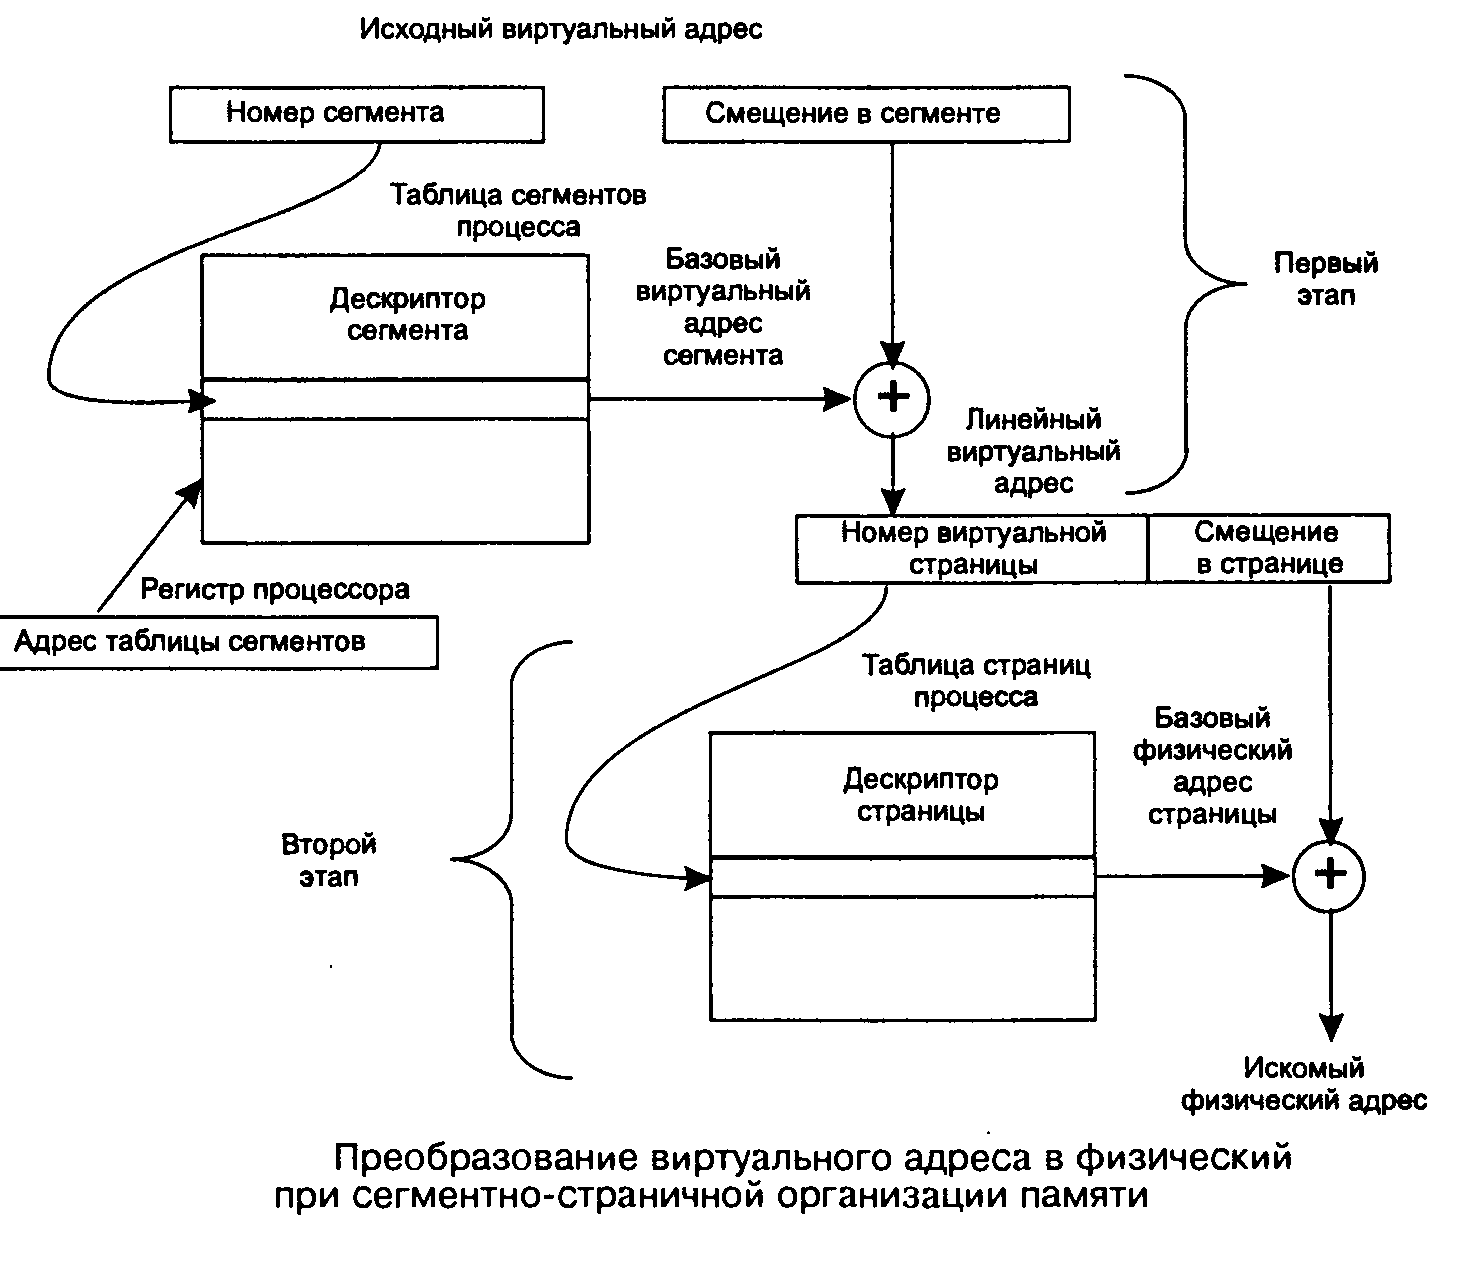 Исходный виртуальный адрес
Номер сегмента
Смещение в сегменте
Таблица сегментов
процесса
Дескриптор
сегмента
Базовый
виртуальный
адрес
сегмента
+
Первый
этап
Линейный
виртуальный
адрес
Номер виртуальной
страницы
Смещение
в странице
Регистр процессора
Адрес таблицы сегментов
Таблица страниц
процесса
Дескриптор
страницы
Базовый
физический
адрес
страницы
+
Второй
этап
Искомый
физический адрес
Преобразование виртуального адреса в физический
при сегментно-страничной организации памяти